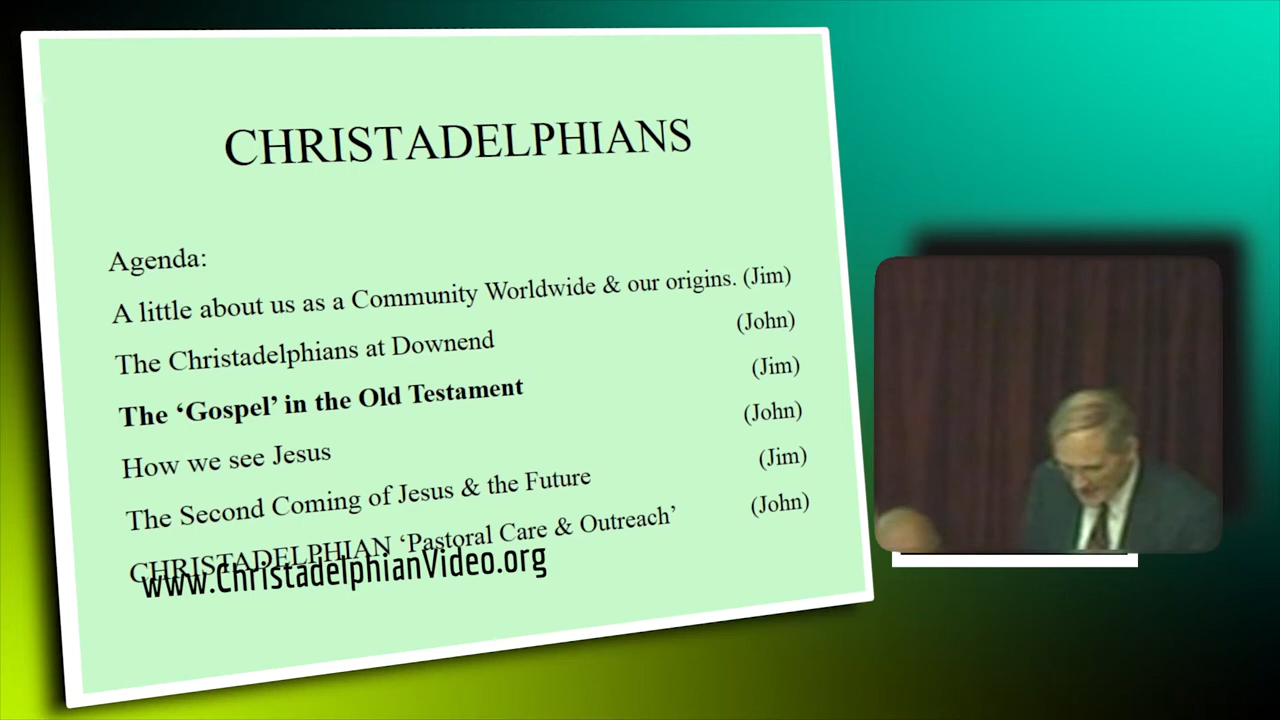 CHRISTADELPHIANS
Agenda:
A little about us as a Community Worldwide & our origins. (Jim)
The Christadelphians at Downend (John)
The ‘Gospel’ in the Old Testament (Jim)
How we see Jesus (John)
The Second Coming of Jesus & the Future (Jim)
CHRISTADELPHIAN ‘Pastoral Care & Outreach’ (John)
www.ChristadelphianVideo.org